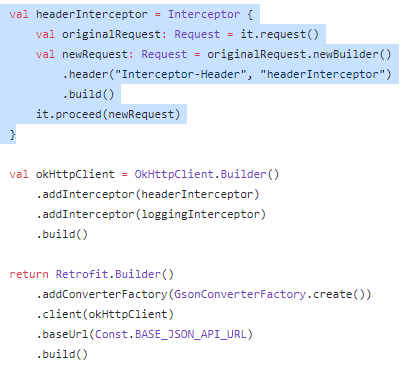 val headerInterceptor = Interceptor {
    val originalRequest: Request = it.request()
    val newRequest: Request = originalRequest.newBuilder()
        .header("Interceptor-Header", "headerInterceptor")
        .build()
    it.proceed(newRequest)
}
val okHttpClient = OkHttpClient.Builder()
    .addInterceptor(headerInterceptor)
    .addInterceptor(loggingInterceptor)
    .build()
return Retrofit.Builder()
    .addConverterFactory(GsonConverterFactory.create())
    .client(okHttpClient)
    .baseUrl(Const.BASE_JSON_API_URL)
    .build()